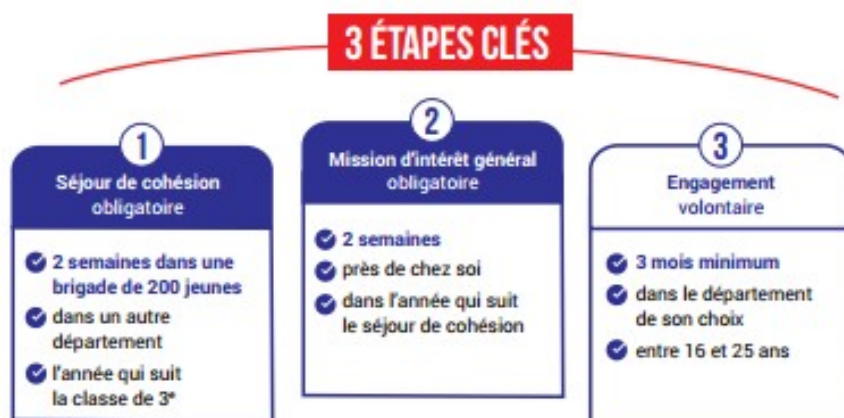 3 ÉTAPES CLÉS
1
Séjour de cohésion
obligatoire
2 semaines dans une
brigade de 200 jeunes
dans un autre
département
l'année qui suit
la classe de 3e
2
Mission d'intérêt général
obligatoire
2 semaines
près de chez soi
dans l'année qui suit
le séjour de cohésion
3
Engagement
volontaire
3 mois minimum
dans le département
de son choix
entre 16 et 25 ans